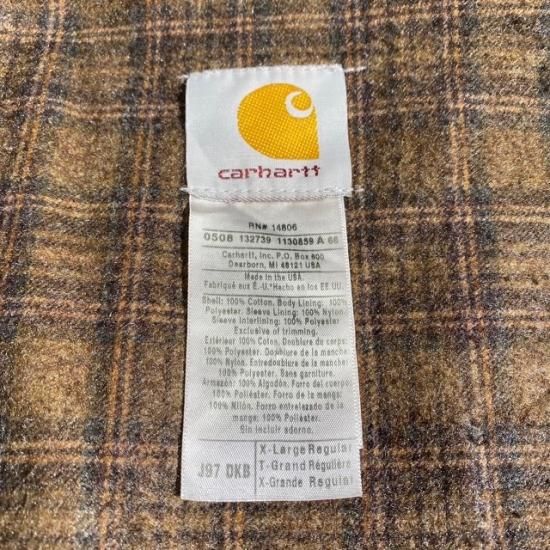 carhartt
RN# 14806
0508 132739 1130859 A 66
Carhartt, Inc. P.O. Box 600
Dearborn, MI 48121 USA
Made in the USA.
Fabriqué aux É.-U.*Hecho en los EE.UU.
Shell: 100% Cotton. Body Lining: 100%
Polyester. Sleeve Lining: 100% Nylon.
Sleeve Interlining: 100% Polyester
Exclusive of trimming.
Extérieur 100% Coton. Doublure du corps:
100% Polyester. Doublure de la manche:
100% Nylon. Entredoublure de la manche:
100% Polyester. Sans garniture.
Armazón: 100% Algodón. Forro del cuerpo:
100% Poliéster. Forro de la manga:
100% Nilón. Forro entretelado de la
manga: 100% Poliéster.
Sin incluir adorno.
J97 DKB
X-Large Regular
T-Grand Régulière
X-Grande Regular